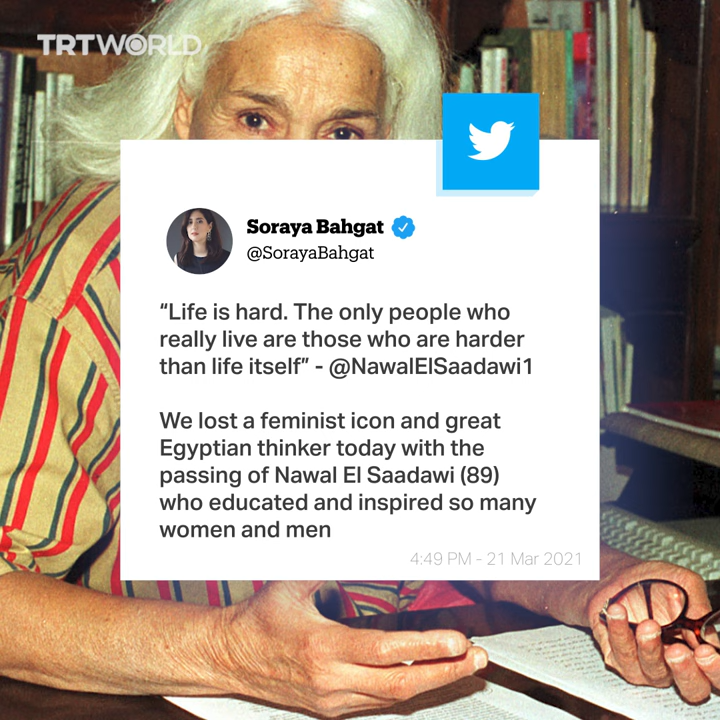 TRTWORLD
Soraya Bahgat
@SorayaBahgat
“Life is hard. The only people who
really live are those who are harder
than life itself” - @NawalElSaadawi1
We lost a feminist icon and great
Egyptian thinker today with the
passing of Nawal El Saadawi (89)
who educated and inspired so many
women and men
4:49 PM - 21 Mar 2021